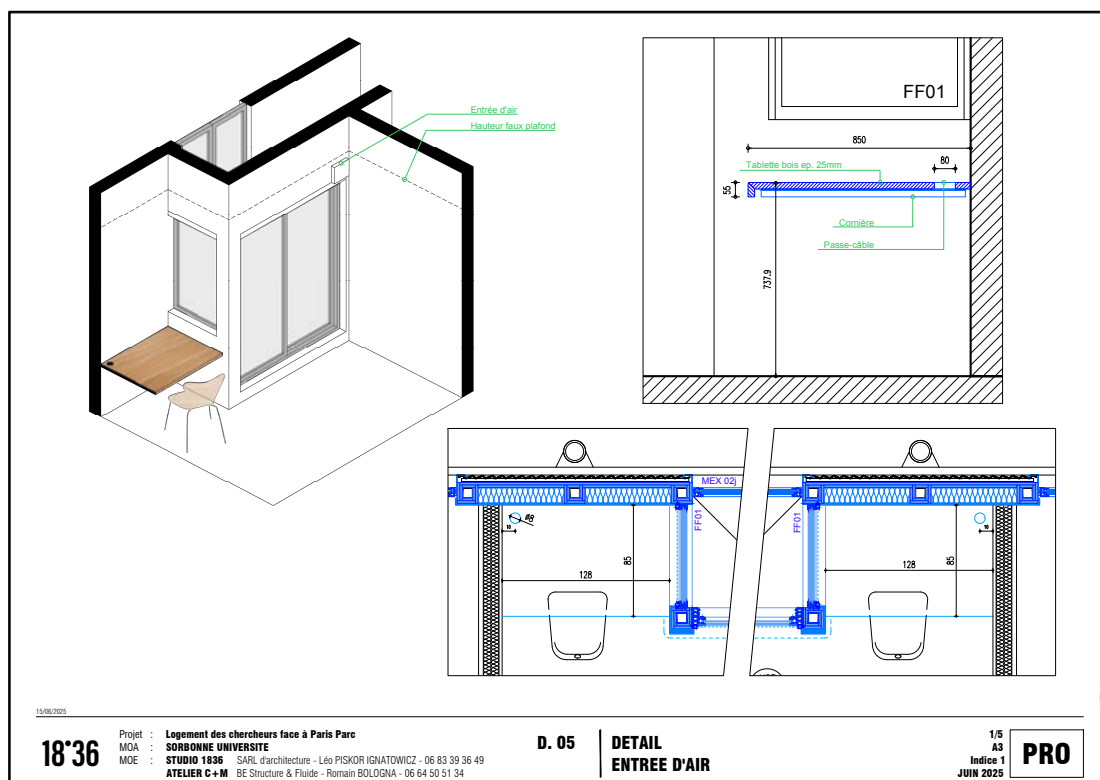 Entrée d'air
Hauteur faux plafond
FF01
850
Tablette bois ep. 25mm
80
55
Cornière
Passe-câble
737.9
MEX 02j
FF01
FF01
Ø8
10
10
85
85
128
128
15/06/2025
18°36
Projet : Logement des chercheurs face à Paris Parc
MOA : SORBONNE UNIVERSITE
MOE : STUDIO 1836 SARL d'architecture - Léo PISKOR IGNATOWICZ - 06 83 39 36 49
ATELIER C+M BE Structure & Fluide - Romain BOLOGNA - 06 64 50 51 34
D. 05
DETAIL
ENTREE D'AIR
1/5
A3
Indice 1
JUIN 2025
PRO